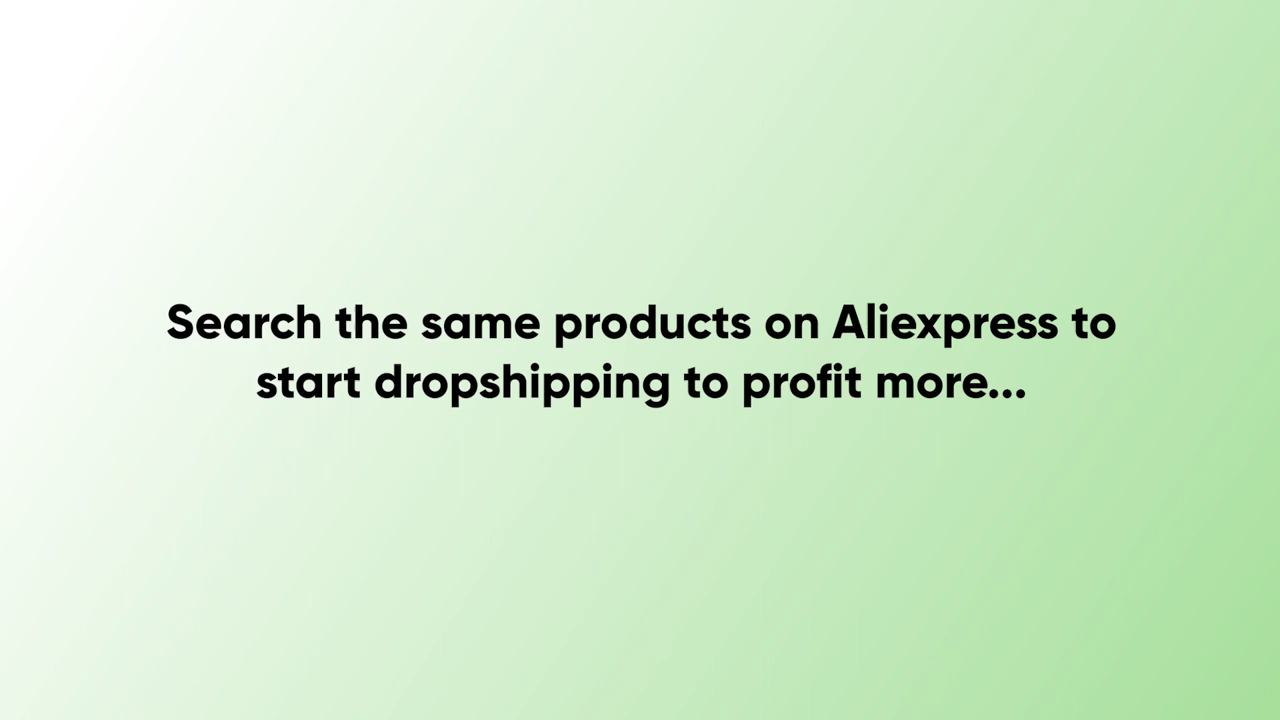 Search the same products on Aliexpress to
start dropshipping to profit more...